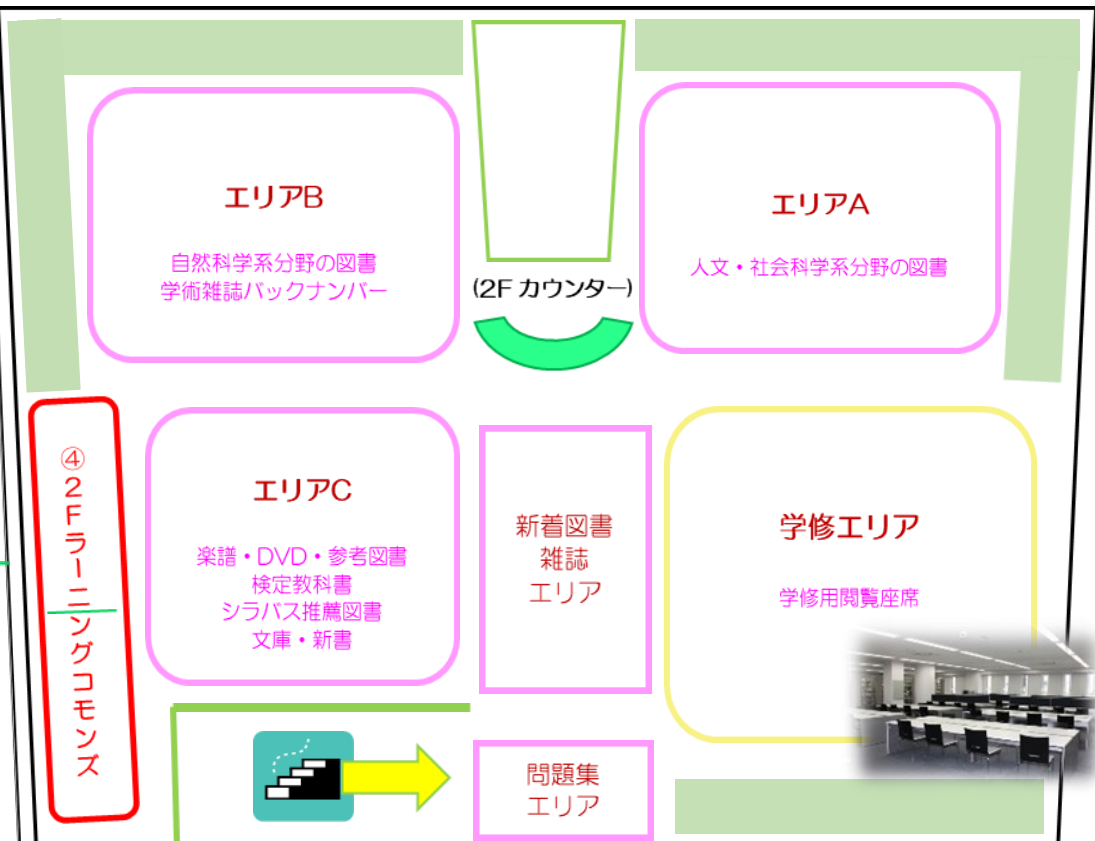 エリアB
自然科学系分野の図書
学術雑誌バックナンバー
(2F カウンター)
エリアA
人文・社会科学系分野の図書
④2Fラーニングコモンズ
エリアC
楽譜・DVD・参考図書
検定教科書
シラバス推薦図書
文庫・新書
新着図書
雑誌
エリア
学修エリア
学修用閲覧座席
問題集
エリア